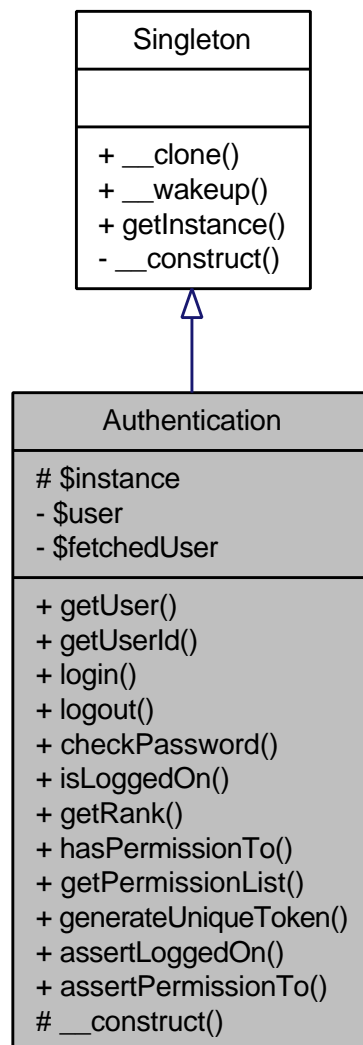 Singleton
+ __clone()
+ __wakeup()
+ getInstance()
- __construct()
Authentication
# $instance
- $user
- $fetchedUser
+ getUser()
+ getUserId()
+ login()
+ logout()
+ checkPassword()
+ isLoggedOn()
+ getRank()
+ hasPermissionTo()
+ getPermissionList()
+ generateUniqueToken()
+ assertLoggedOn()
+ assertPermissionTo()
# __construct()